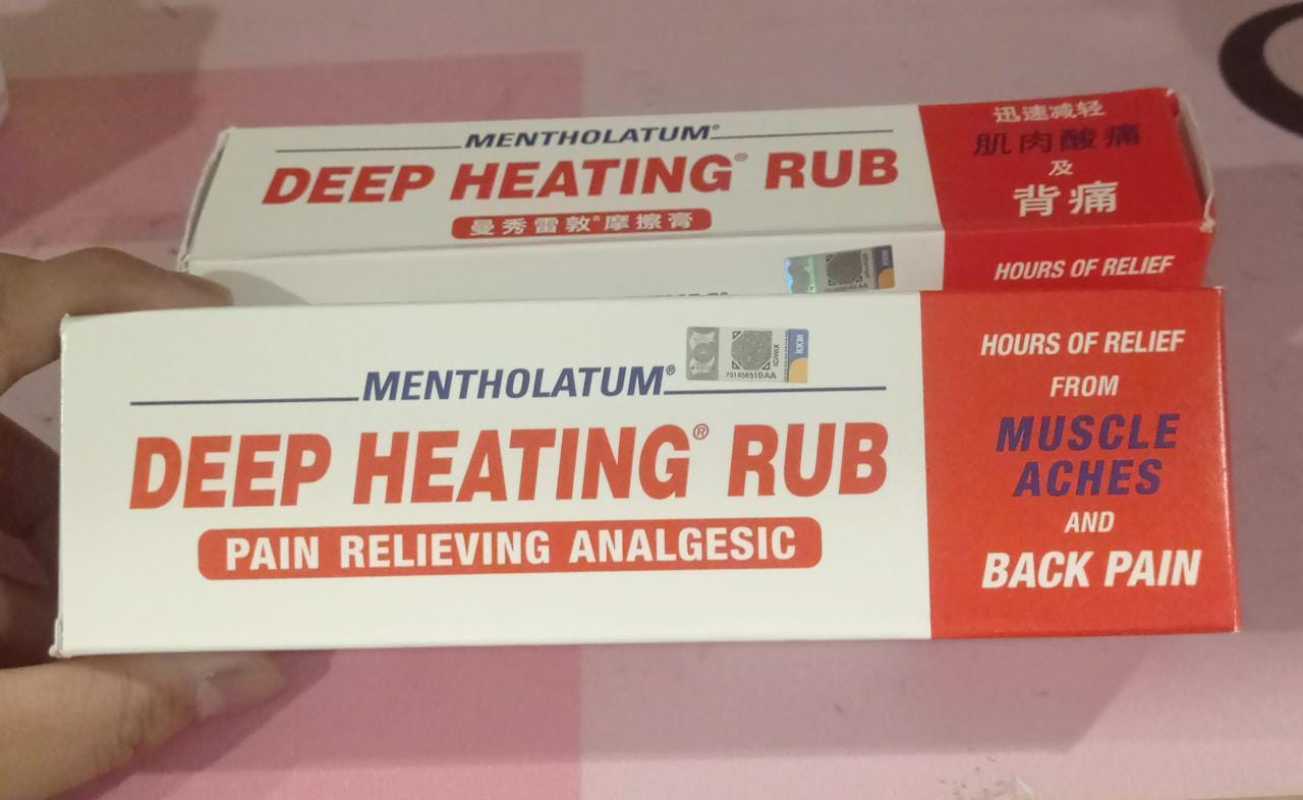 MENTHOLATUM®
DEEP HEATING® RUB
曼秀雷敦®摩擦膏
迅速减轻
肌肉酸痛
及
背痛
HOURS OF RELIEF
MENTHOLATUM®
DEEP HEATING® RUB
PAIN RELIEVING ANALGESIC
HOURS OF RELIEF
FROM
MUSCLE
ACHES
AND
BACK PAIN